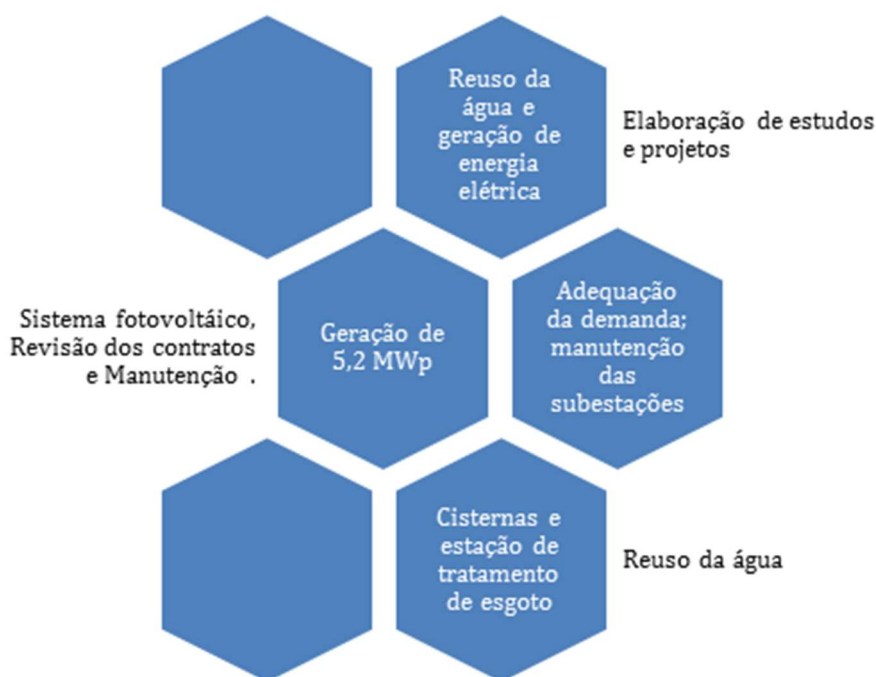 Reuso da
água e
geração de
energia
elétrica
Elaboração de estudos
e projetos
Sistema fotovoltáico,
Revisão dos contratos
e Manutenção .
Geração de
5,2 MWp
Adequação
da demanda;
manutenção
das
subestações
Cisternas e
estação de
tratamento
de esgoto
Reuso da água